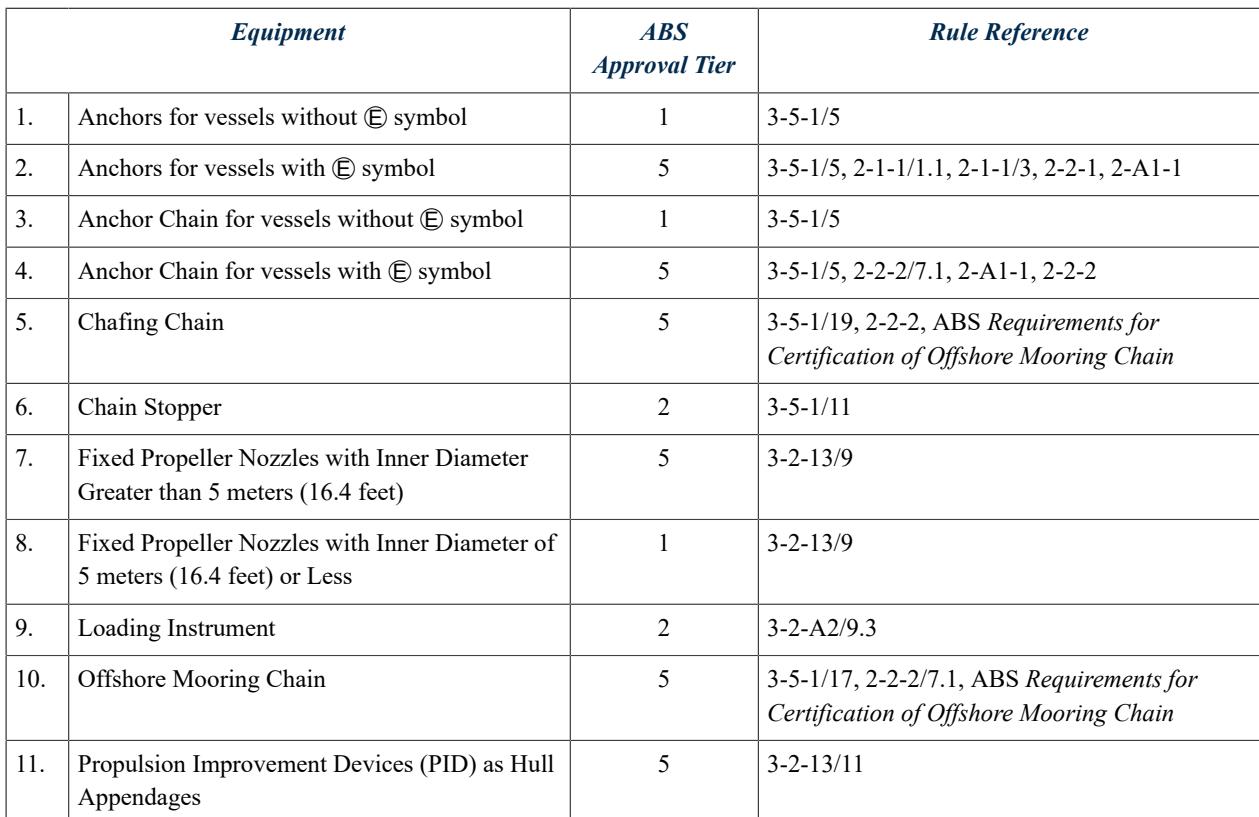 Equipment
ABS
Approval Tier
Rule Reference
1. Anchors for vessels without Ⓔ symbol 1 3-5-1/5
2. Anchors for vessels with Ⓔ symbol 5 3-5-1/5, 2-1-1/1.1, 2-1-1/3, 2-2-1, 2-A1-1
3. Anchor Chain for vessels without Ⓔ symbol 1 3-5-1/5
4. Anchor Chain for vessels with Ⓔ symbol 5 3-5-1/5, 2-2-2/7.1, 2-A1-1, 2-2-2
5. Chafing Chain 5 3-5-1/19, 2-2-2, ABS Requirements for
Certification of Offshore Mooring Chain
6. Chain Stopper 2 3-5-1/11
7. Fixed Propeller Nozzles with Inner Diameter
Greater than 5 meters (16.4 feet)
5 3-2-13/9
8. Fixed Propeller Nozzles with Inner Diameter of
5 meters (16.4 feet) or Less
1 3-2-13/9
9. Loading Instrument 2 3-2-A2/9.3
10. Offshore Mooring Chain 5 3-5-1/17, 2-2-2/7.1, ABS Requirements for
Certification of Offshore Mooring Chain
11. Propulsion Improvement Devices (PID) as Hull
Appendages
5 3-2-13/11